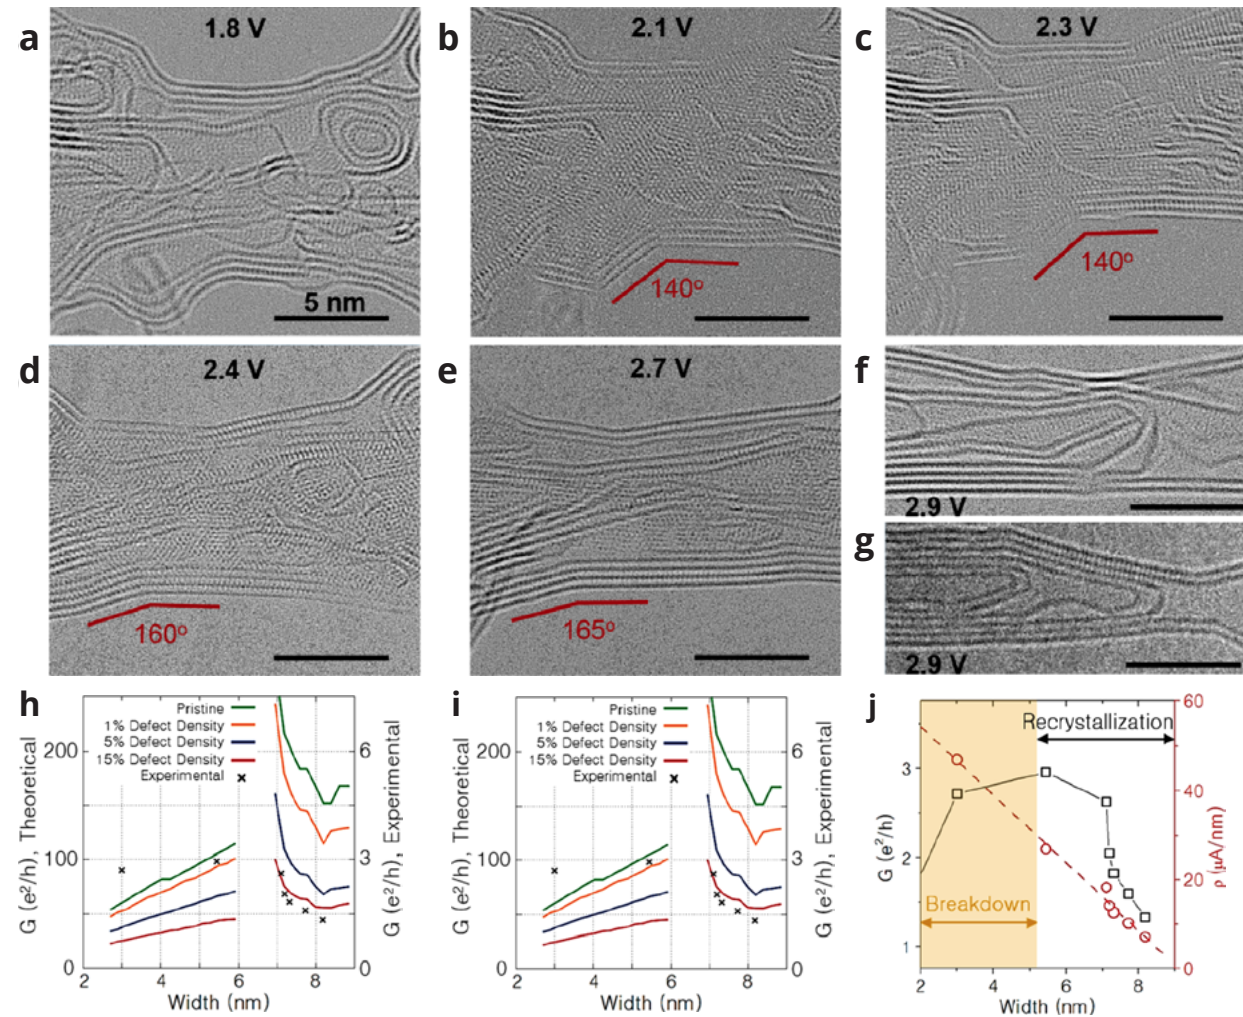 a
1.8 V
5 nm
b
2.1 V
140°
c
2.3 V
140°
d
2.4 V
160°
e
2.7 V
165°
f
2.9 V
g
2.9 V
h
G (e²/h), Theoretical
200
100
0
Pristine
1% Defect Density
5% Defect Density
15% Defect Density
Experimental
6
3
0
G (e²/h), Experimental
2 4 6 8
Width (nm)
i
G (e²/h), Theoretical
200
100
0
Pristine
1% Defect Density
5% Defect Density
15% Defect Density
Experimental
6
3
0
G (e²/h), Experimental
2 4 6 8
Width (nm)
j
G (e²/h)
3
2
1
Recrystallization
Breakdown
60
40
20
0
ρ (μA/nm)
2 4 6 8
Width (nm)